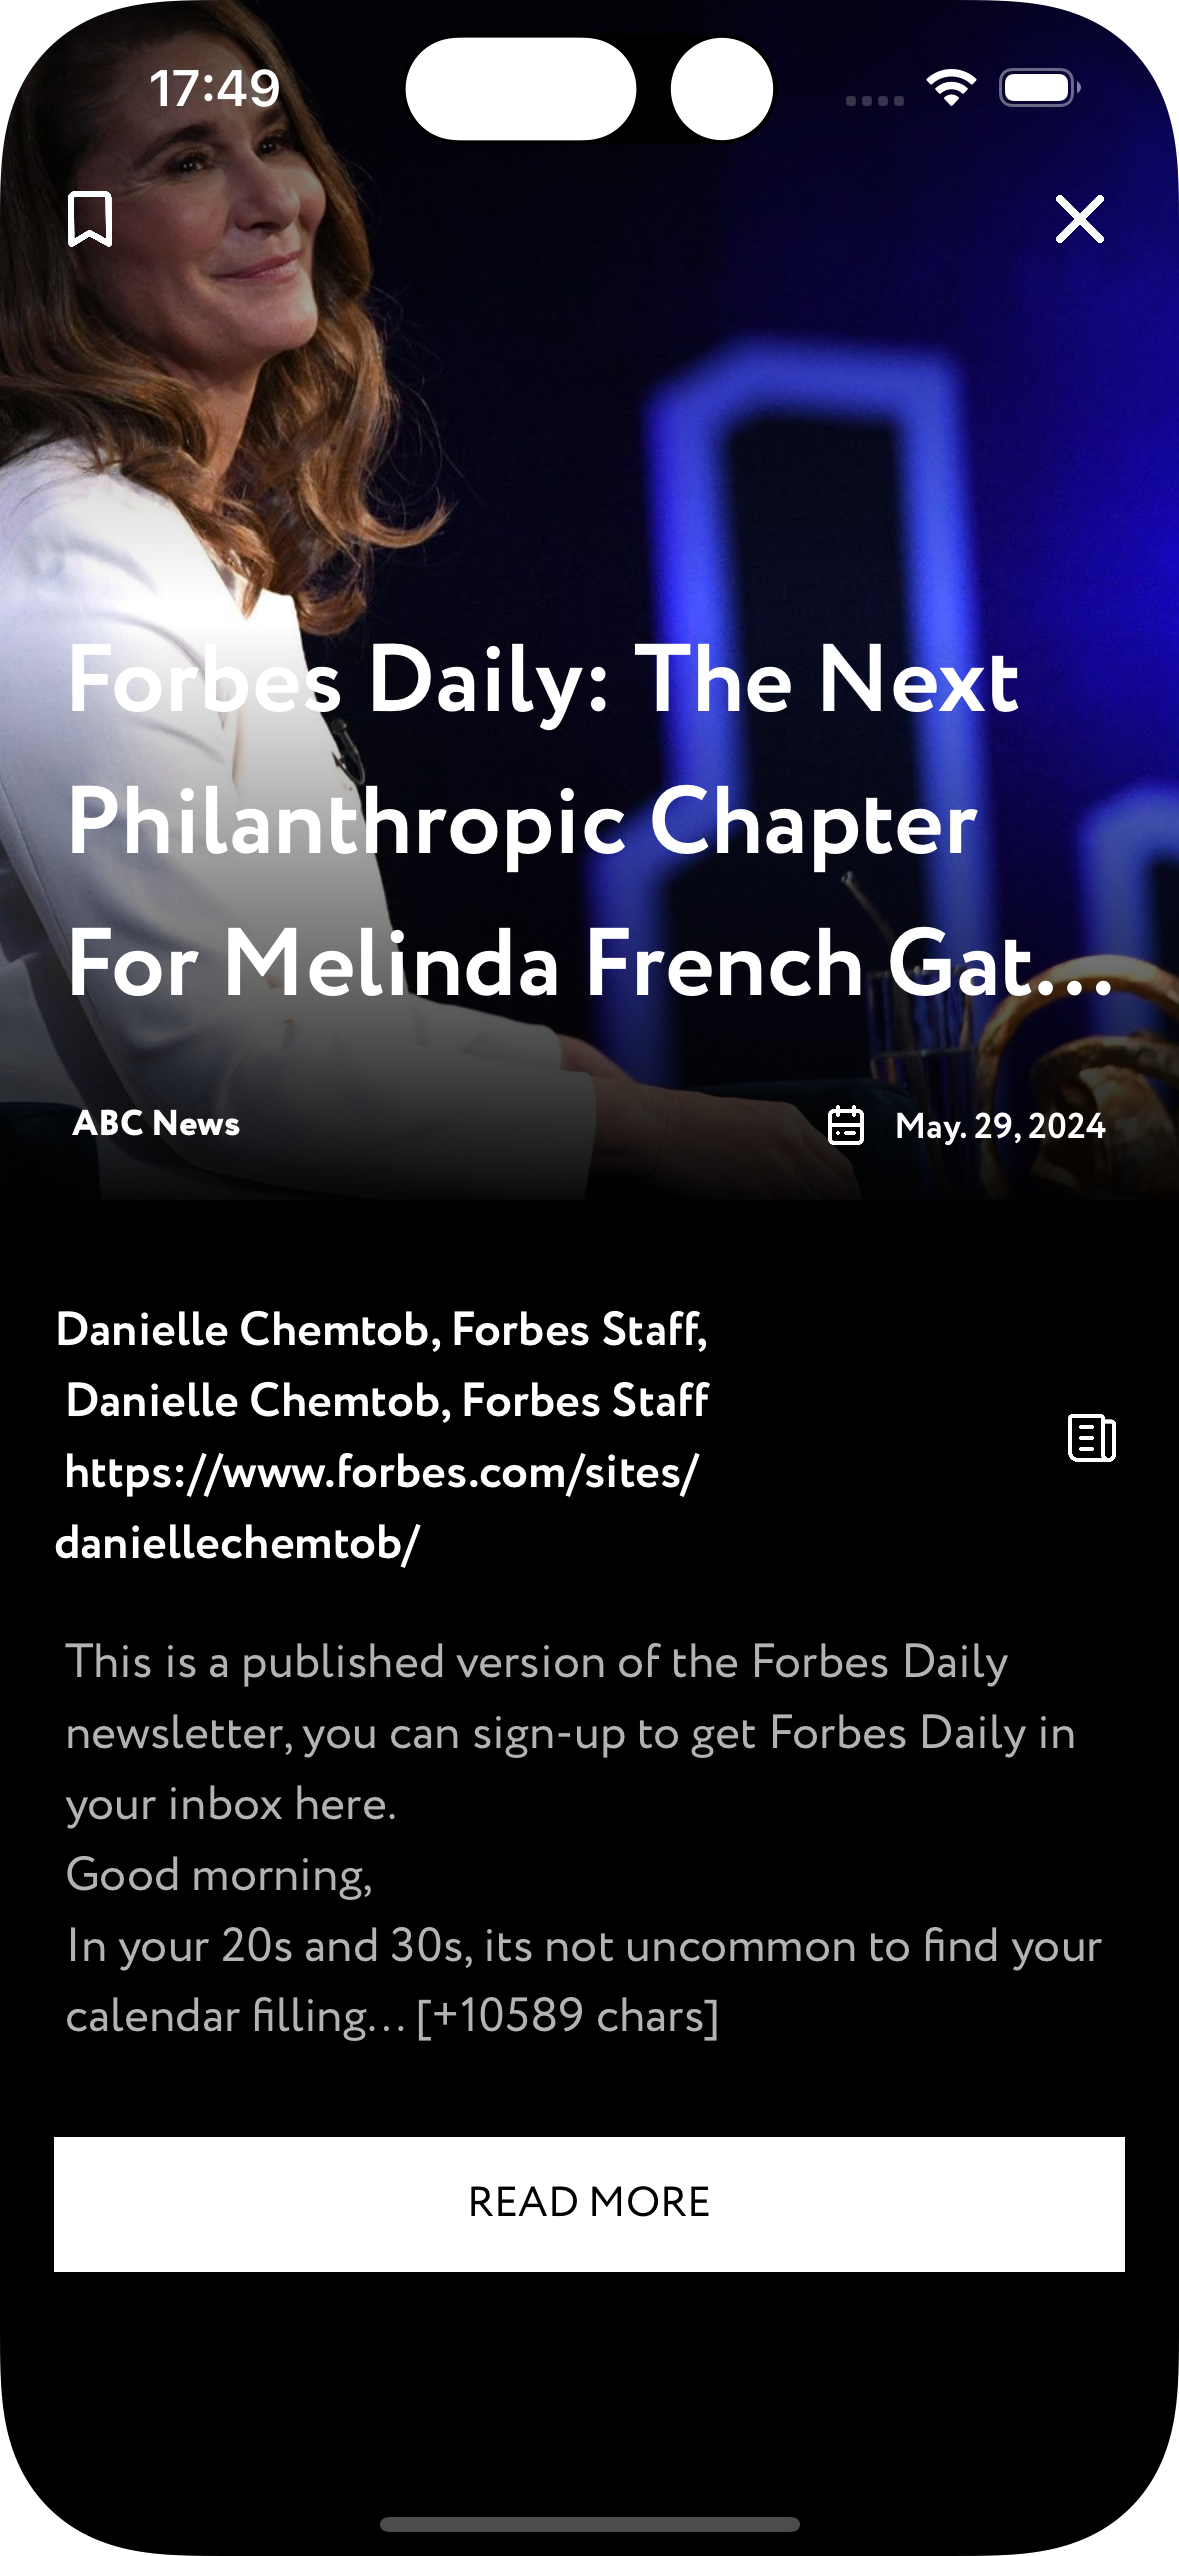 17:49
Forbes Daily: The Next
Philanthropic Chapter
For Melinda French Gat...
ABC News
May. 29, 2024
Danielle Chemtob, Forbes Staff,
Danielle Chemtob, Forbes Staff
https://www.forbes.com/sites/
daniellechemtob/
This is a published version of the Forbes Daily
newsletter, you can sign-up to get Forbes Daily in
your inbox here.
Good morning,
In your 20s and 30s, its not uncommon to find your
calendar filling… [+10589 chars]
READ MORE